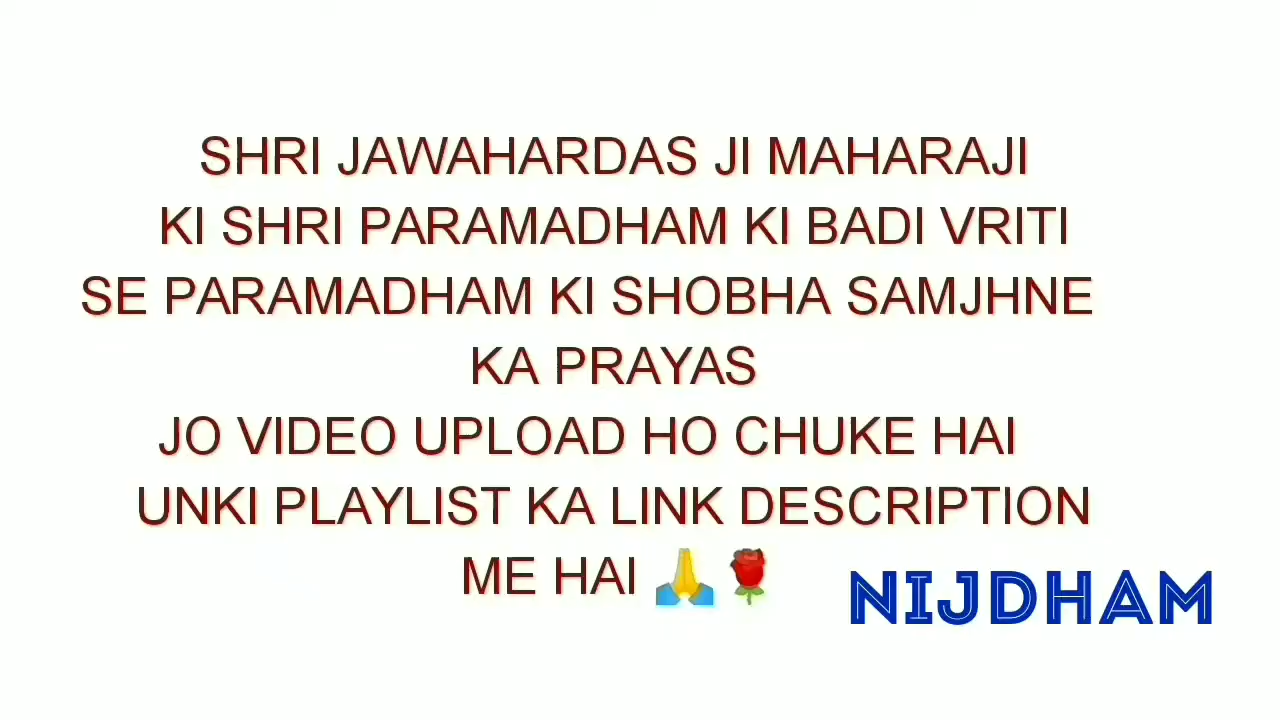 SHRI JAWAHARDAS JI MAHARAJI
KI SHRI PARAMADHAM KI BADI VRITI
SE PARAMADHAM KI SHOBHA SAMJHNE
KA PRAYAS
JO VIDEO UPLOAD HO CHUKE HAI
UNKI PLAYLIST KA LINK DESCRIPTION
ME HAI 🙏🌹
NIJDHAM